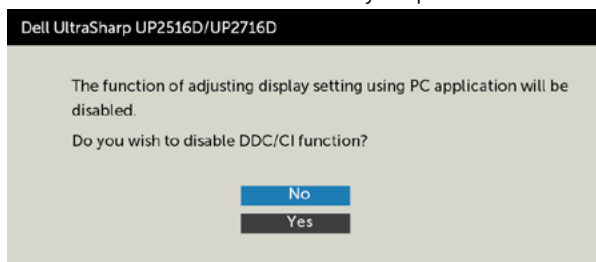 Dell UltraSharp UP2516D/UP2716D
The function of adjusting display setting using PC application will be
disabled.
Do you wish to disable DDC/CI function?
No
Yes